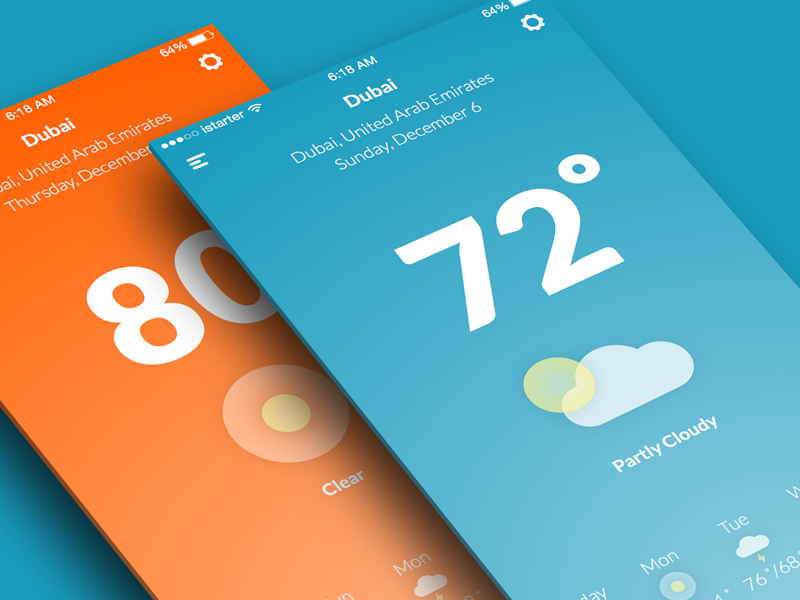 64%
6:18 AM
Dubai
Dubai, United Arab Emirates
Thursday, December
80
Clear
Mon
64%
6:18 AM
istarter
Dubai
Dubai, United Arab Emirates
Sunday, December 6
72°
Partly Cloudy
Tue
Mon
76°/68